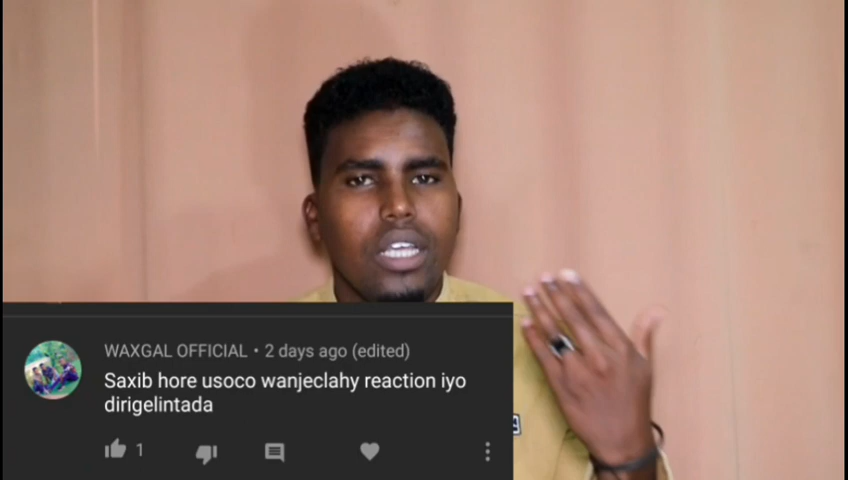 WAXGAL OFFICIAL • 2 days ago (edited)
Saxib hore usoco wanjeclahy reaction iyo
dirigelintada
1